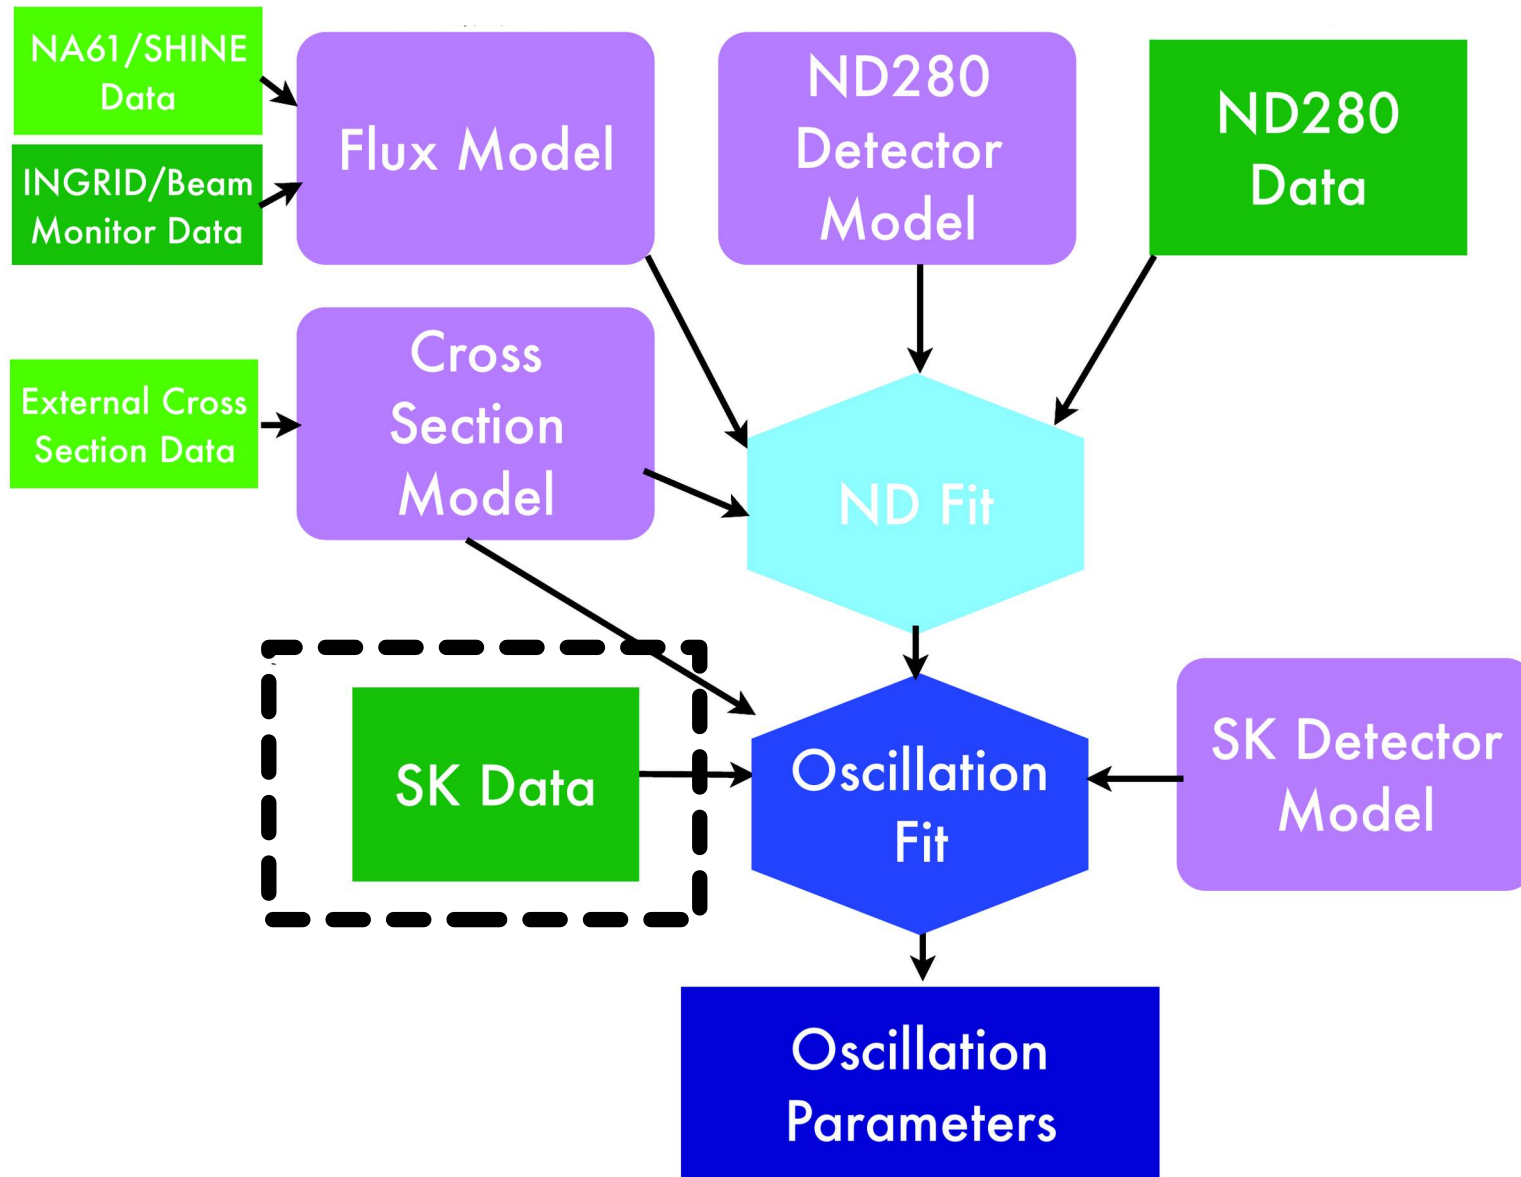 NA61/SHINE
Data
INGRID/Beam
Monitor Data
Flux Model
ND280
Detector
Model
ND280
Data
External Cross
Section Data
Cross
Section
Model
ND Fit
SK Data
Oscillation
Fit
SK Detector
Model
Oscillation
Parameters